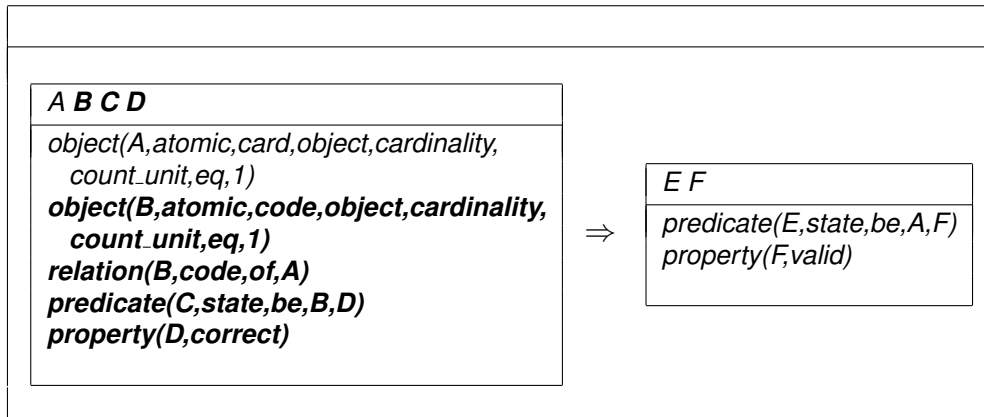 A B C D
object(A,atomic,card,object,cardinality,
count_unit,eq,1)
object(B,atomic,code,object,cardinality,
count_unit,eq,1)
relation(B,code,of,A)
predicate(C,state,be,B,D)
property(D,correct)
⇒
E F
predicate(E,state,be,A,F)
property(F,valid)